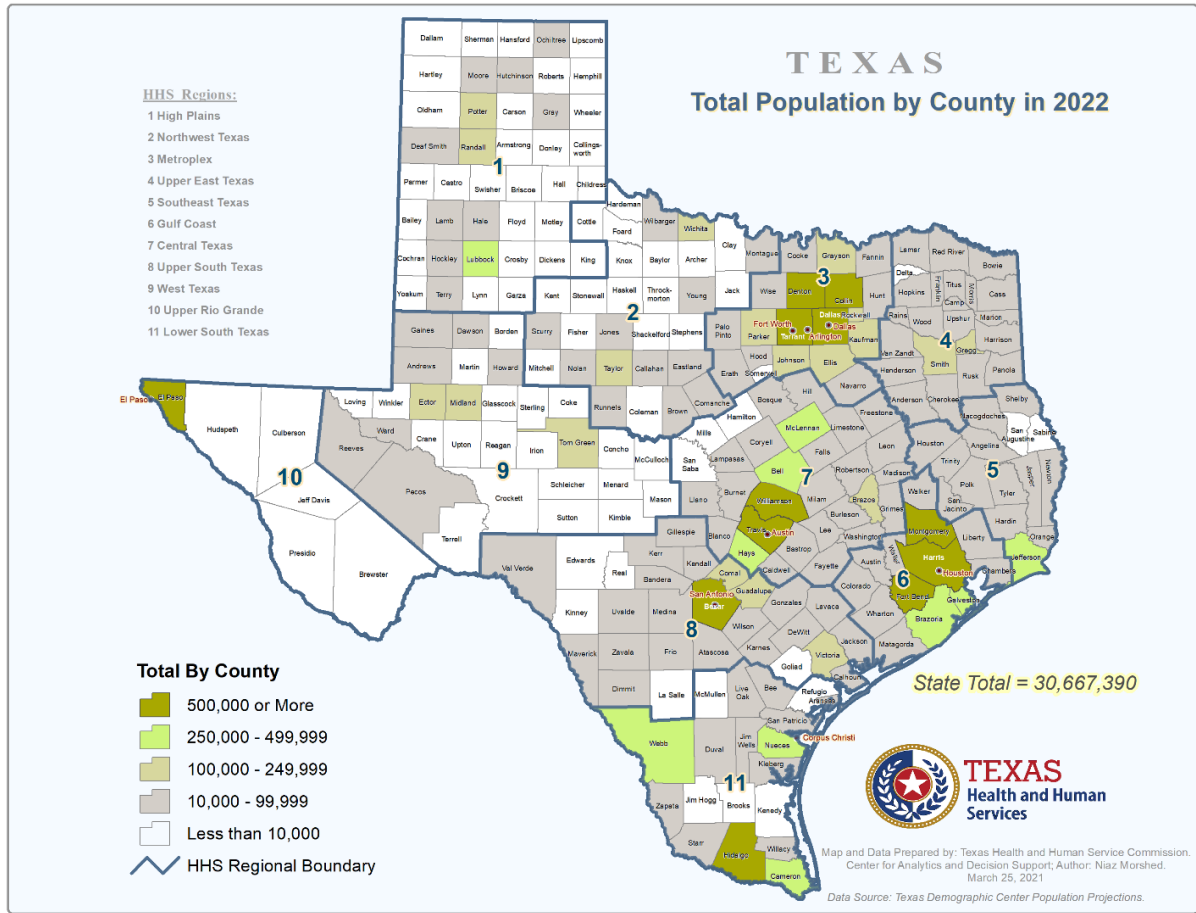 TEXAS
Total Population by County in 2022
HHS Regions:
1 High Plains
2 Northwest Texas
3 Metroplex
4 Upper East Texas
5 Southeast Texas
6 Gulf Coast
7 Central Texas
8 Upper South Texas
9 West Texas
10 Upper Rio Grande
11 Lower South Texas
Dallam Sherman Hansford Ochiltree Lipscomb
Hartley Moore Hutchinson Roberts Hemphill
Oldham Potter Carson Gray Wheeler
Deaf Smith Randall Armstrong Donley Collings-
worth
1
Parmer Castro Swisher Briscoe Hall Childress
Bailey Lamb Hale Floyd Motley Cottle
Hardeman
Foard
Wilbarger Wichita Clay Montague Cooke Grayson Fannin Lamar Red River Bowie
Cochran Hockley Lubbock Crosby Dickens King Knox Baylor Archer Jack Wise Denton Collin Hunt Delta Hopkins Franklin Titus Camp Morris Cass
3
Yoakum Terry Lynn Garza Kent Stonewall Haskell Throck-
morton
Young
2
Dallas Rockwall Rains Wood Upshur Marion
Fort Worth Parker Tarrant Arlington Dallas Kaufman Van Zandt Smith Gregg Harrison
4
Gaines Dawson Borden Scurry Fisher Jones Shackelford Stephens Palo
Pinto
Hood Johnson Ellis Henderson Rusk Panola
Andrews Martin Howard Mitchell Nolan Taylor Callahan Eastland Erath Somervell Navarro Anderson Cherokee Shelby
El Paso El Paso Hudspeth Culberson Loving Winkler Ector Midland Glasscock Sterling Coke Runnels Coleman Brown Comanche Bosque Hill Freestone Nacogdoches San
Augustine
Sabine
Hamilton McLennan Limestone
Reeves Ward Crane Upton Reagan Irion Tom Green Concho McCulloch San
Saba
Mills Lampasas Coryell Bell Falls Leon Houston Angelina
9
7
10
5
Jeff Davis Pecos Crockett Schleicher Menard Mason Llano Burnet Williamson Milam Robertson Brazos Madison Walker Trinity Polk Tyler Jasper Newton
Presidio Brewster Terrell Sutton Kimble Gillespie Blanco Travis Austin Lee Burleson Grimes San
Jacinto
Hardin
Val Verde Edwards Kerr Kendall Hays Bastrop Washington Montgomery Liberty Orange
Real Bandera Comal Caldwell Fayette Austin Waller Harris Houston Chambers Jefferson
6
Kinney Uvalde Medina San Antonio Bexar Guadalupe Gonzales Lavaca Colorado Fort Bend Galveston
8
Maverick Zavala Frio Atascosa Wilson Karnes DeWitt Jackson Wharton Brazoria
Matagorda
Dimmit La Salle McMullen Live
Oak
Bee Goliad Victoria Calhoun
Refugio
Aransas
San Patricio
Corpus Christi
Webb Duval Jim
Wells
Nueces
Kleberg
11
Zapata Jim Hogg Brooks Kenedy
Starr Hidalgo Willacy
Cameron
State Total = 30,667,390
Total By County
500,000 or More
250,000 - 499,999
100,000 - 249,999
10,000 - 99,999
Less than 10,000
HHS Regional Boundary
TEXAS
Health and Human
Services
Map and Data Prepared by: Texas Health and Human Service Commission.
Center for Analytics and Decision Support; Author: Niaz Morshed.
March 25, 2021
Data Source: Texas Demographic Center Population Projections.